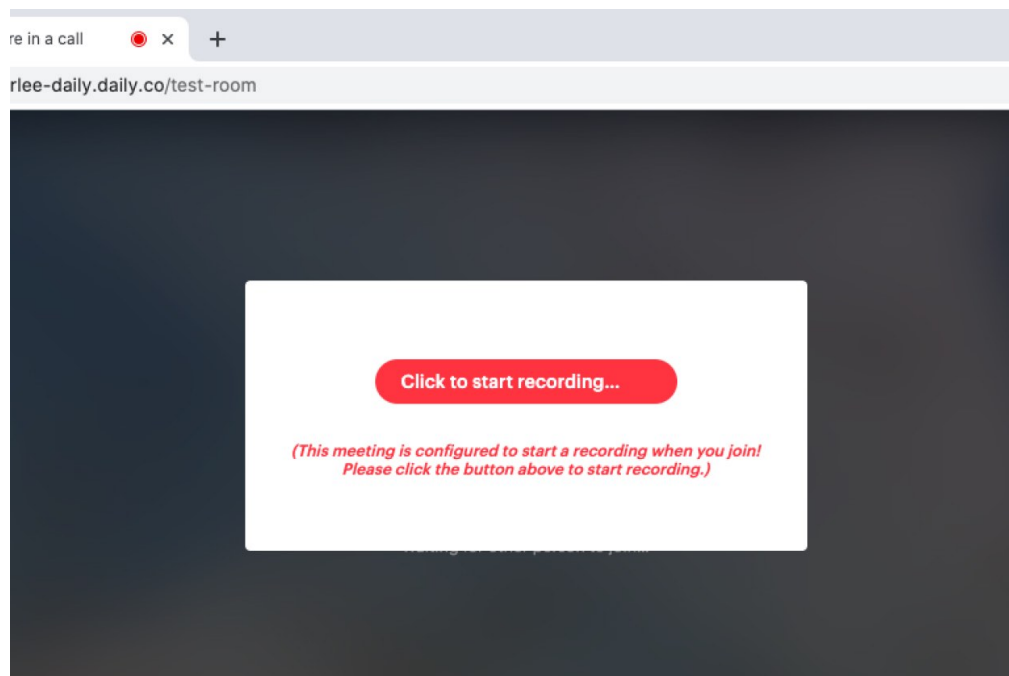 re in a call
rlee-daily.daily.co/test-room
Click to start recording...
(This meeting is configured to start a recording when you join!
Please click the button above to start recording.)